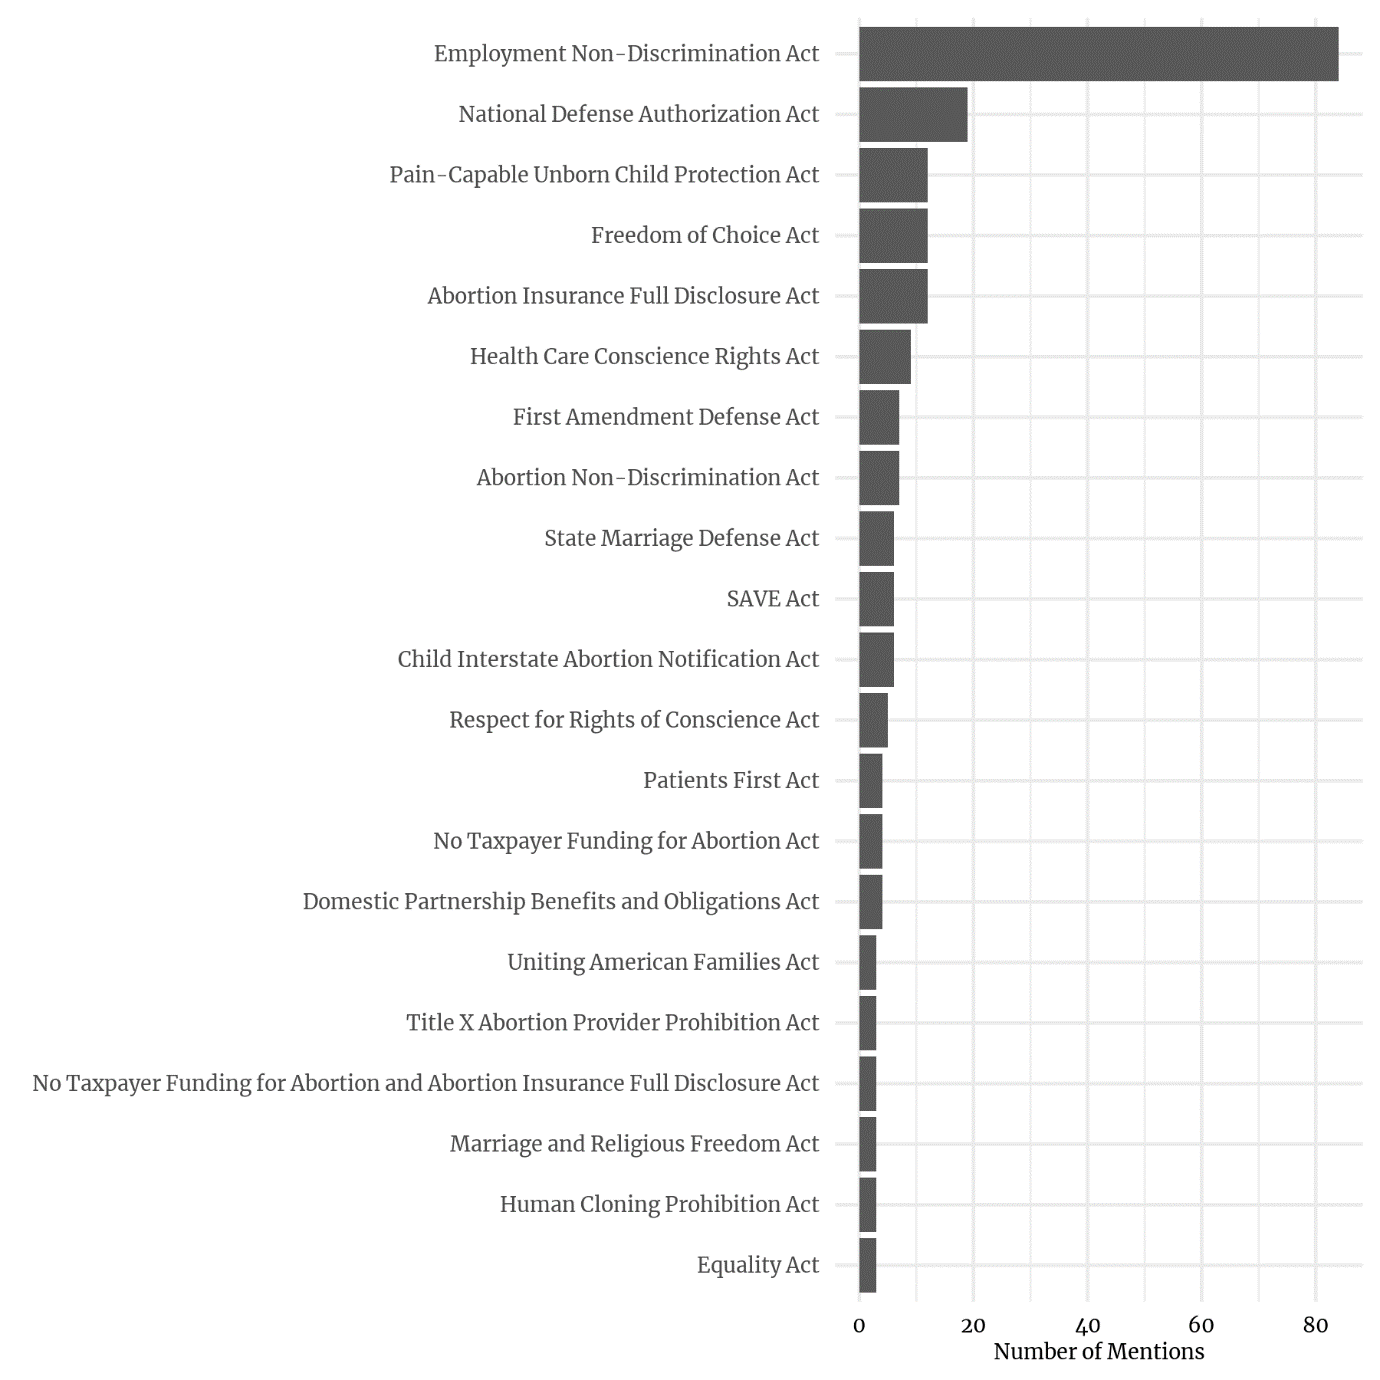 Employment Non-Discrimination Act
National Defense Authorization Act
Pain-Capable Unborn Child Protection Act
Freedom of Choice Act
Abortion Insurance Full Disclosure Act
Health Care Conscience Rights Act
First Amendment Defense Act
Abortion Non-Discrimination Act
State Marriage Defense Act
SAVE Act
Child Interstate Abortion Notification Act
Respect for Rights of Conscience Act
Patients First Act
No Taxpayer Funding for Abortion Act
Domestic Partnership Benefits and Obligations Act
Uniting American Families Act
Title X Abortion Provider Prohibition Act
No Taxpayer Funding for Abortion and Abortion Insurance Full Disclosure Act
Marriage and Religious Freedom Act
Human Cloning Prohibition Act
Equality Act
0 20 40 60 80
Number of Mentions